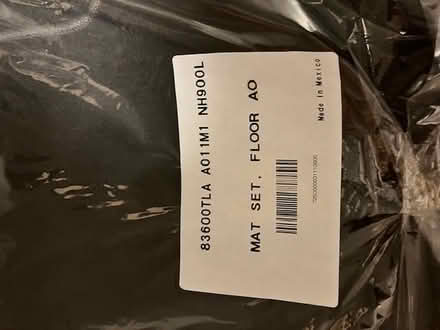 83600TLA A011M1 NH900L
MAT SET, FLOOR AO
Made in Mexico